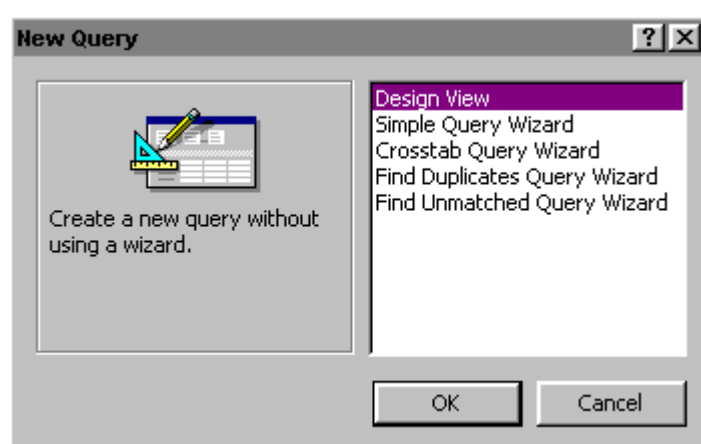 New Query
Design View
Simple Query Wizard
Crosstab Query Wizard
Find Duplicates Query Wizard
Find Unmatched Query Wizard
Create a new query without
using a wizard.
OK
Cancel